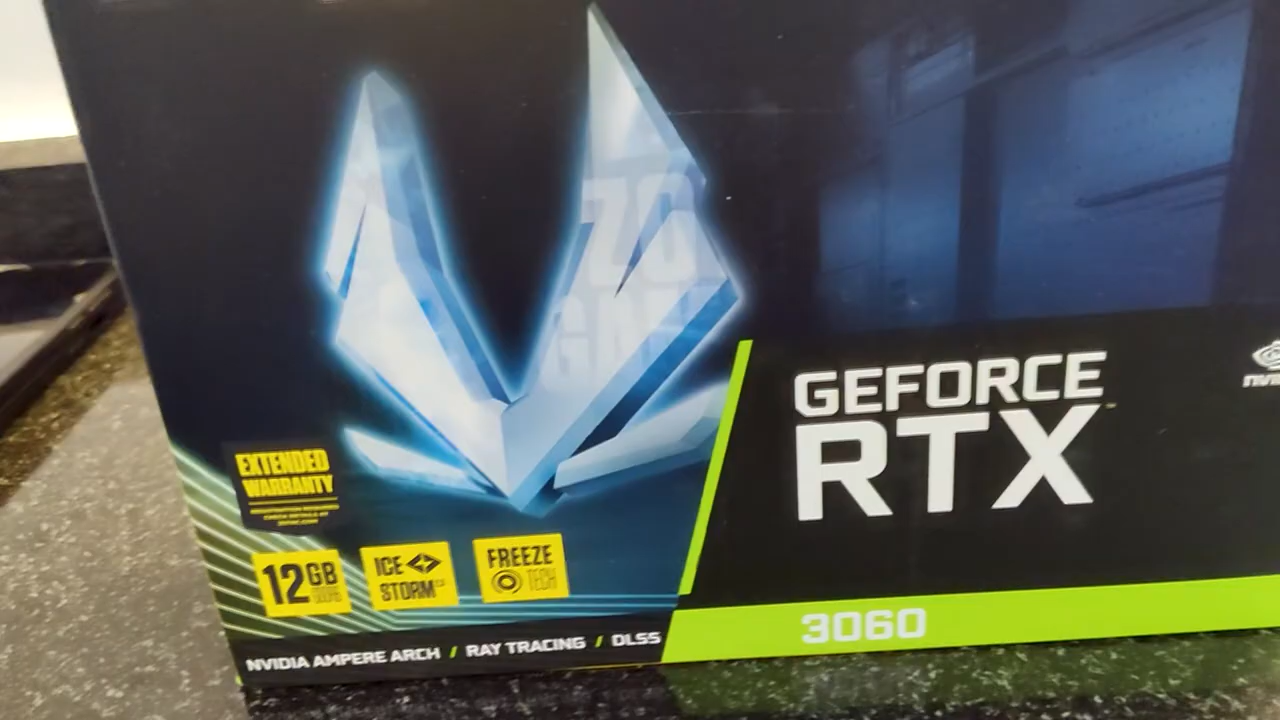 GEFORCE
RTX
EXTENDED
WARRANTY
12GB
ICE
STORM
FREEZE
TECH
3060
NVIDIA AMPERE ARCH / RAY TRACING / DLSS